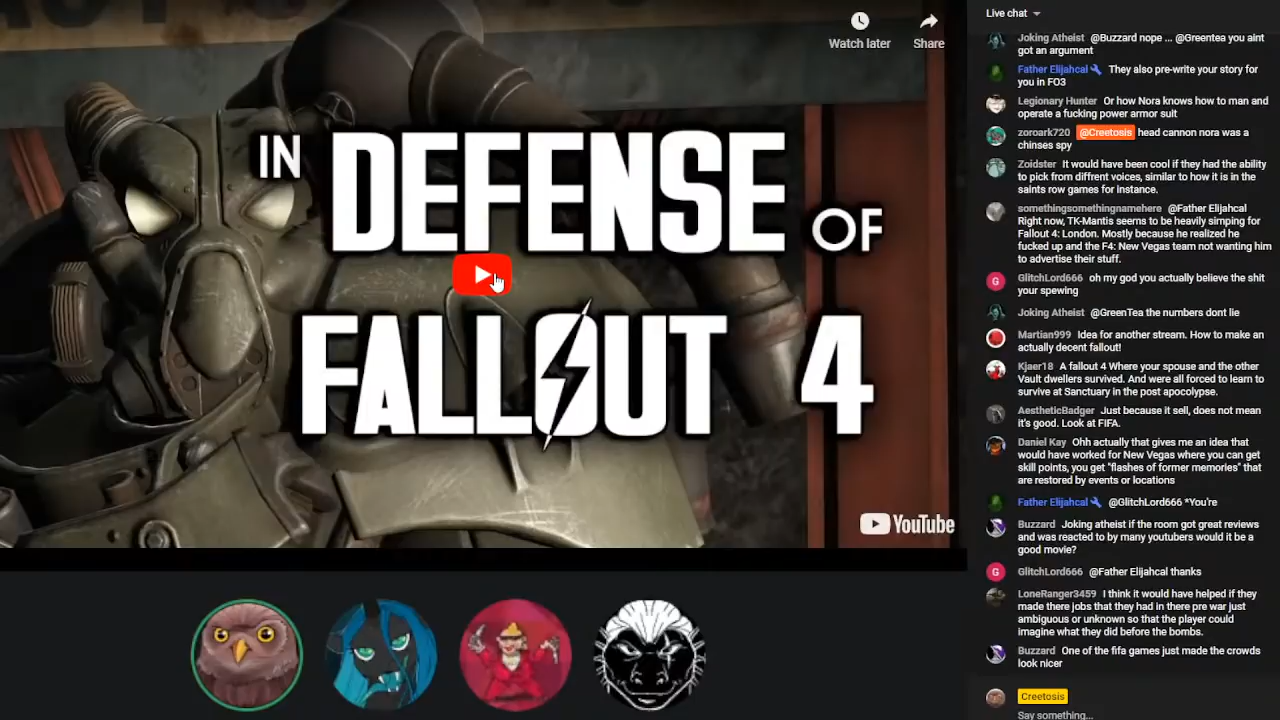 Watch later
Share
IN DEFENSE OF
FALLOUT 4
YouTube
Live chat
Joking Atheist @Buzzard nope ... @Greentea you aint
got an argument
Father Elijahcal They also pre-write your story for
you in FO3
Legionary Hunter Or how Nora knows how to man and
operate a fucking power armor suit
zoroark720 @Creetosis head cannon nora was a
chinses spy
Zoidster It would have been cool if they had the ability
to pick from diffrent voices, similar to how it is in the
saints row games for instance.
somethingsomethingnamehere @Father Elijahcal
Right now, TK-Mantis seems to be heavily simping for
Fallout 4: London. Mostly because he realized he
fucked up and the F4: New Vegas team not wanting him
to advertise their stuff.
G
GlitchLord666 oh my god you actually believe the shit
your spewing
Joking Atheist @GreenTea the numbers dont lie
Martian999 Idea for another stream. How to make an
actually decent fallout!
Kjaer18 A fallout 4 Where your spouse and the other
Vault dwellers survived. And were all forced to learn to
survive at Sanctuary in the post apocolypse.
AestheticBadger Just because it sell, does not mean
it's good. Look at FIFA.
Daniel Kay Ohh actually that gives me an idea that
would have worked for New Vegas where you can get
skill points, you get "flashes of former memories" that
are restored by events or locations
Father Elijahcal @GlitchLord666 *You're
Buzzard Joking atheist if the room got great reviews
and was reacted to by many youtubers would it be a
good movie?
G
GlitchLord666 @Father Elijahcal thanks
LoneRanger3459 I think it would have helped if they
made there jobs that they had in there pre war just
ambiguous or unknown so that the player could
imagine what they did before the bombs.
Buzzard One of the fifa games just made the crowds
look nicer
Creetosis
Say something...